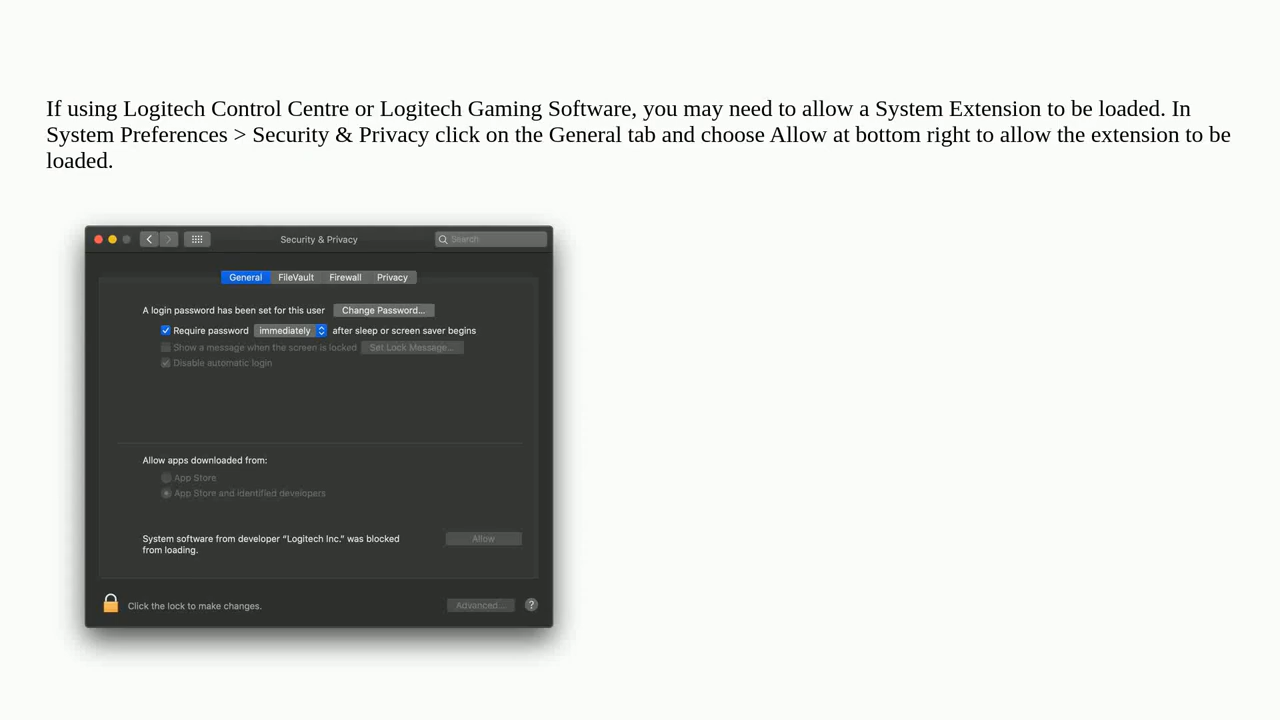 If using Logitech Control Centre or Logitech Gaming Software, you may need to allow a System Extension to be loaded. In
System Preferences > Security & Privacy click on the General tab and choose Allow at bottom right to allow the extension to be
loaded.
Security & Privacy
Search
General FileVault Firewall Privacy
A login password has been set for this user Change Password...
Require password immediately after sleep or screen saver begins
Show a message when the screen is locked Set Lock Message...
Disable automatic login
Allow apps downloaded from:
App Store
App Store and identified developers
System software from developer “Logitech Inc.” was blocked
from loading.
Allow
Click the lock to make changes.
Advanced...
?